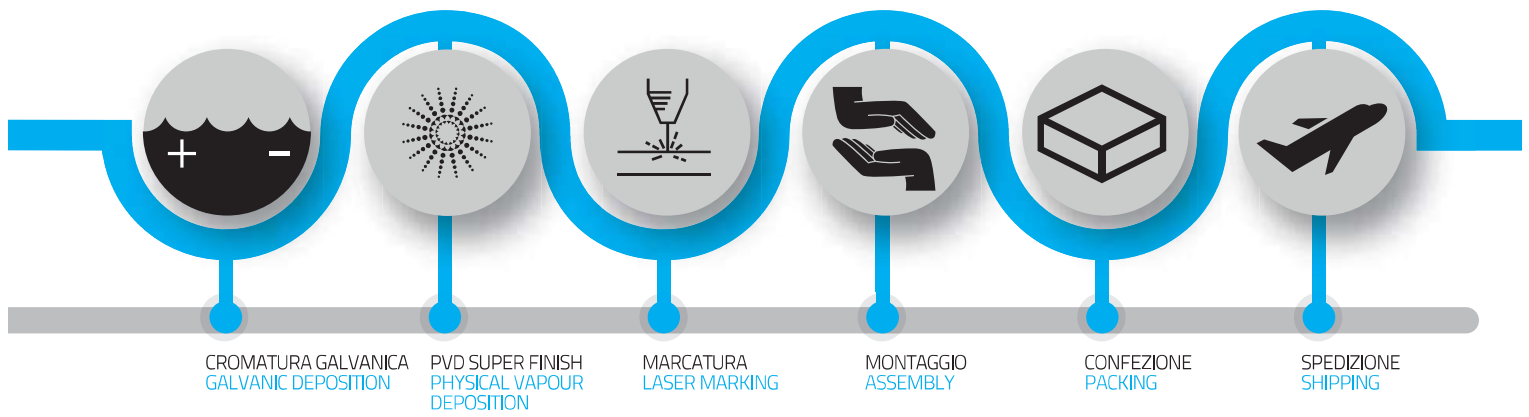 CROMATURA GALVANICA
GALVANIC DEPOSITION
PVD SUPER FINISH
PHYSICAL VAPOUR
DEPOSITION
MARCATURA
LASER MARKING
MONTAGGIO
ASSEMBLY
CONFEZIONE
PACKING
SPEDIZIONE
SHIPPING